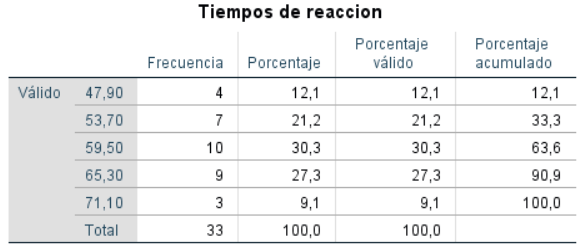 Tiempos de reaccion
Frecuencia Porcentaje Porcentaje válido Porcentaje acumulado
Válido 47,90 4 12,1 12,1 12,1
53,70 7 21,2 21,2 33,3
59,50 10 30,3 30,3 63,6
65,30 9 27,3 27,3 90,9
71,10 3 9,1 9,1 100,0
Total 33 100,0 100,0